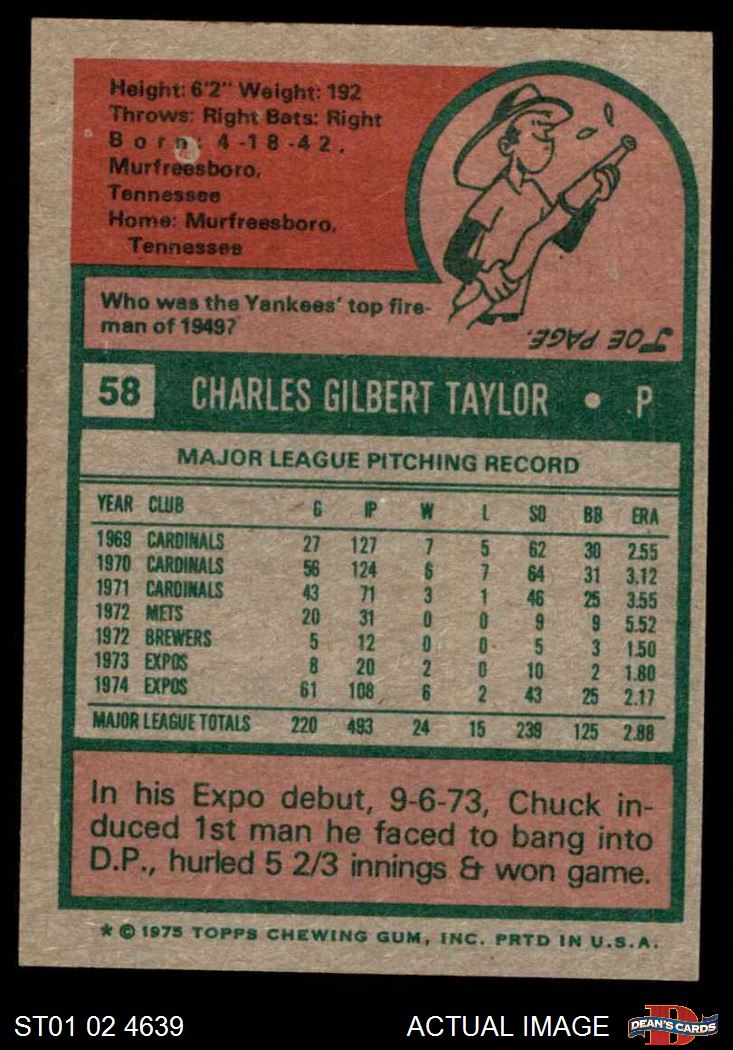 Height: 6'2" Weight: 192
Throws: Right Bats: Right
Born: 4-18-42,
Murfreesboro,
Tennessee
Home: Murfreesboro,
Tennessee
Who was the Yankees' top fire-
man of 1949?
JOE PAGE.
58 CHARLES GILBERT TAYLOR • P
MAJOR LEAGUE PITCHING RECORD
YEAR CLUB G IP W L SO BB ERA
1969 CARDINALS 27 127 7 5 62 30 2.55
1970 CARDINALS 56 124 6 7 64 31 3.12
1971 CARDINALS 43 71 3 1 46 25 3.55
1972 METS 20 31 0 0 9 9 5.52
1972 BREWERS 5 12 0 0 5 3 1.50
1973 EXPOS 8 20 2 0 10 2 1.80
1974 EXPOS 61 108 6 2 43 25 2.17
MAJOR LEAGUE TOTALS 220 493 24 15 239 125 2.88
In his Expo debut, 9-6-73, Chuck in-
duced 1st man he faced to bang into
D.P., hurled 5 2/3 innings & won game.
* © 1975 TOPPS CHEWING GUM, INC. PRTD IN U.S.A.
ST01 02 4639 ACTUAL IMAGE DEAN'S CARDS